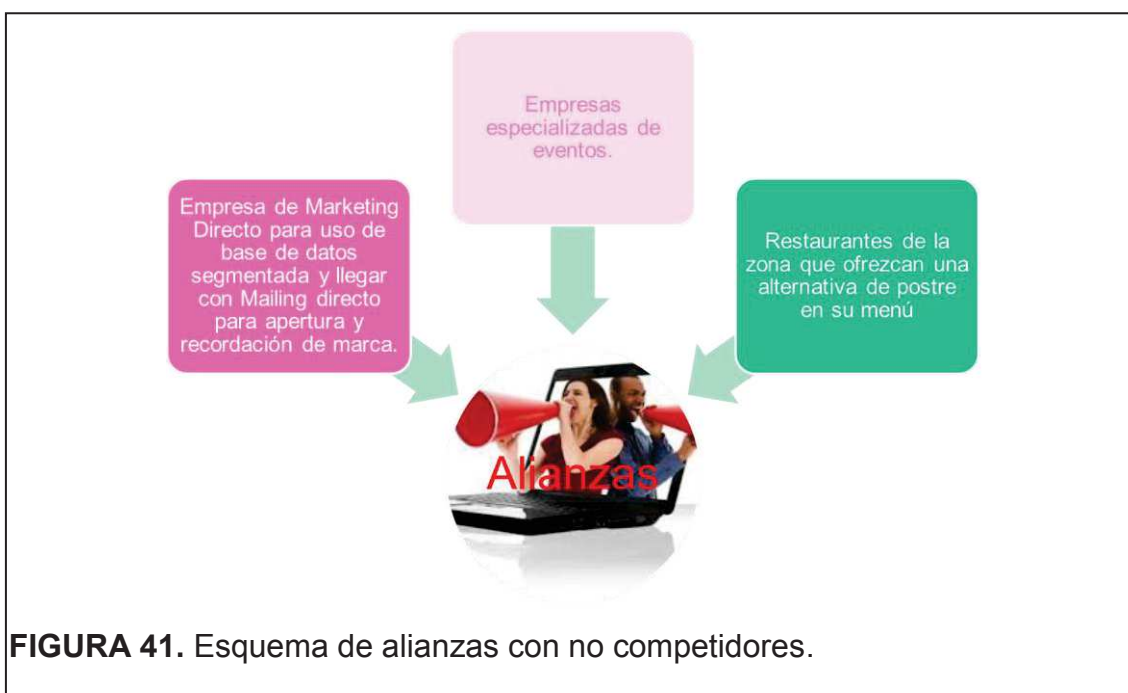 Empresas
especializadas de
eventos.
Empresa de Marketing
Directo para uso de
base de datos
segmentada y llegar
con Mailing directo
para apertura y
recordación de marca.
Restaurantes de la
zona que ofrezcan una
alternativa de postre
en su menú
Alianzas
FIGURA 41. Esquema de alianzas con no competidores.